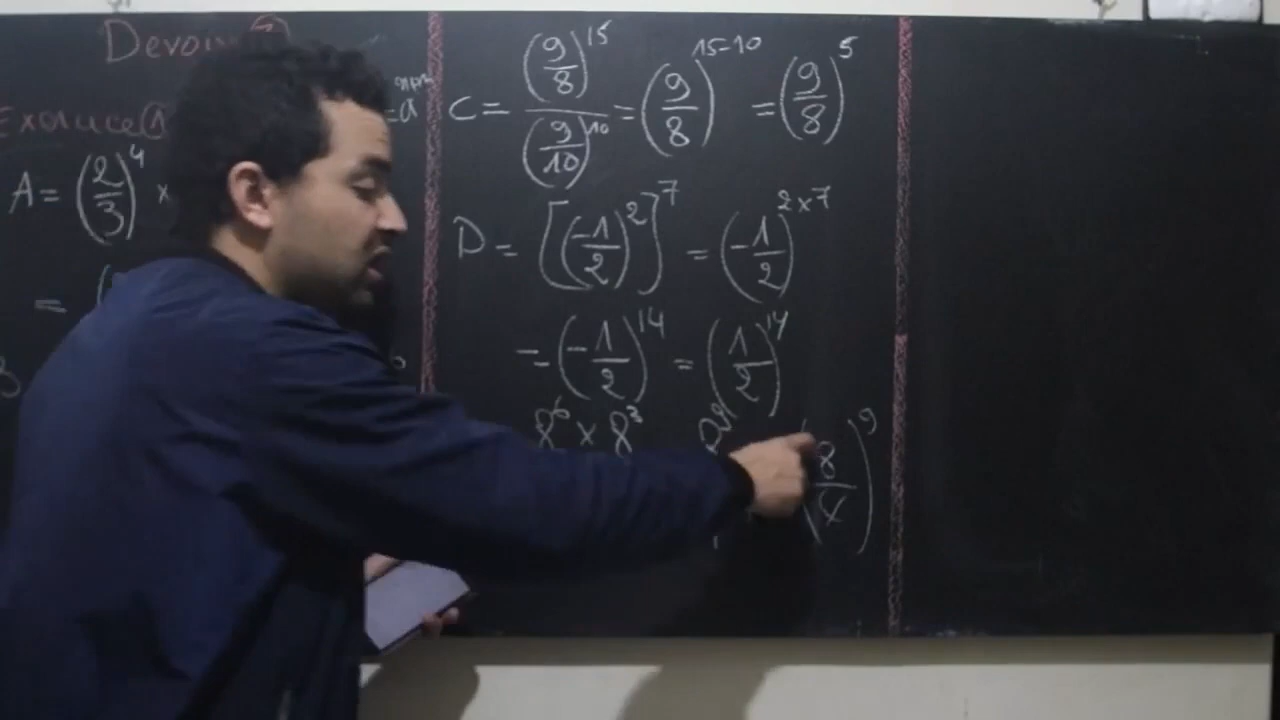 Devoir
Exercice 1
A = (2/3)^4 ×
=
C = (9/8)^15 / (9/10)^10 = (9/8)^15-10 = (9/8)^5
D = [(-1/2)^2]^7 = (-1/2)^2×7
= (-1/2)^14 = (1/2)^14
8^6 × 8^3
(8/4)^9